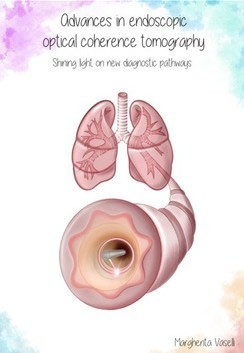 Advances in endoscopic
optical coherence tomography
Shining light on new diagnostic pathways
Margherita Vaselli